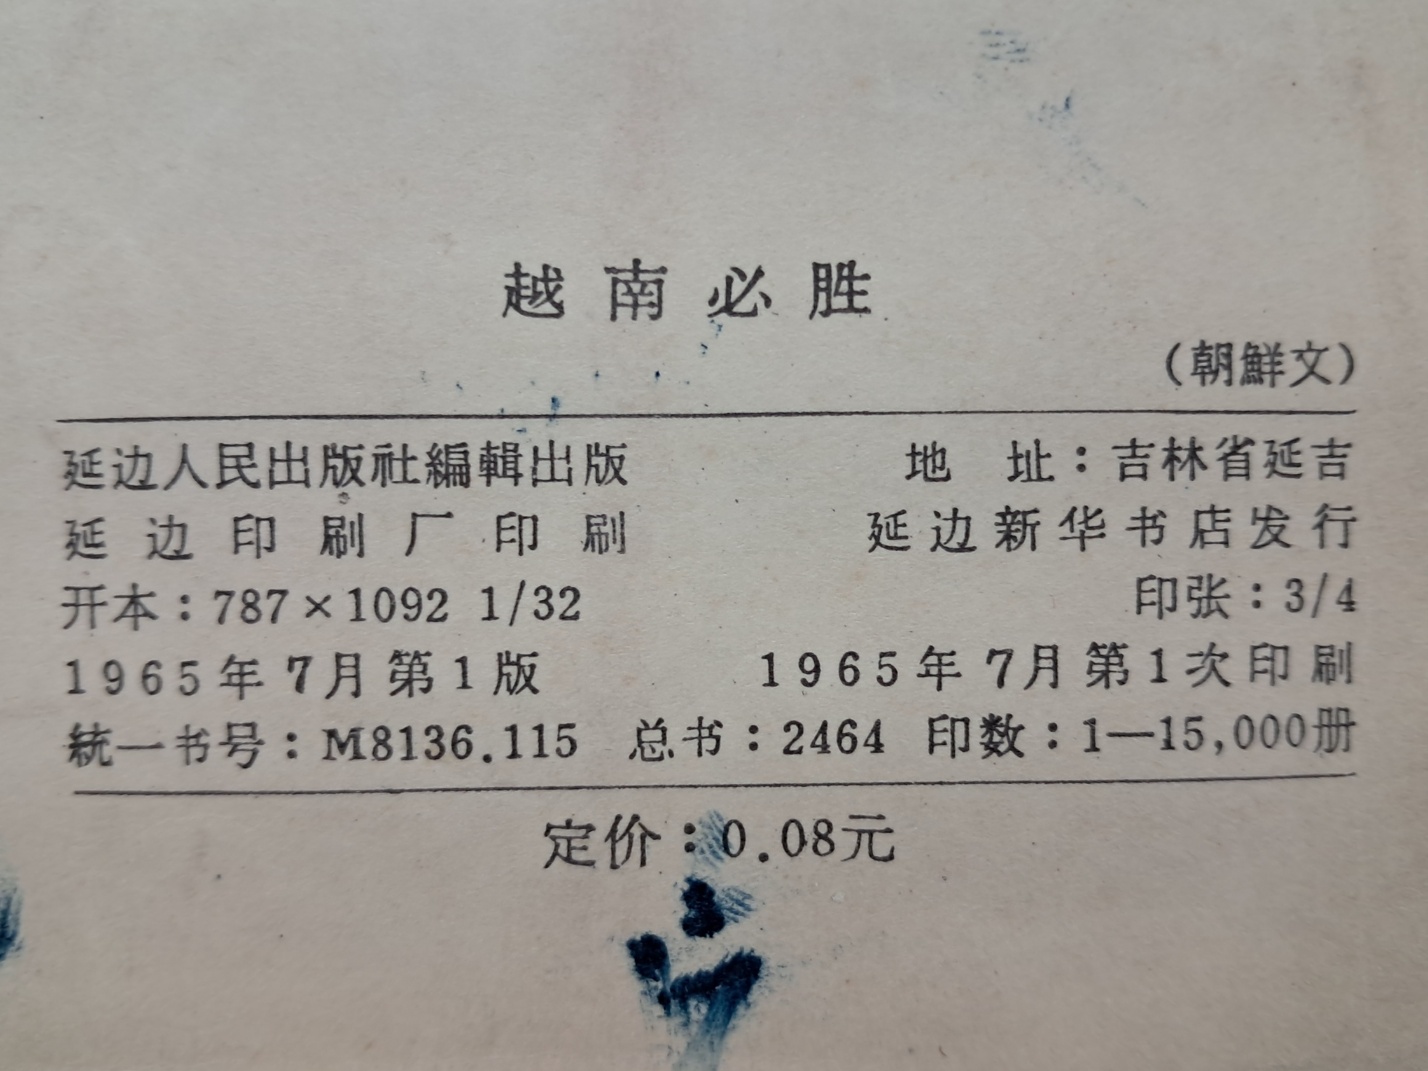 越南必胜
（朝鮮文）
延边人民出版社編輯出版 地 址：吉林省延吉
延边印刷厂印刷 延边新华书店发行
开本：787×1092 1/32 印张：3/4
1965年7月第1版 1965年7月第1次印刷
統一书号：M8136.115 总书：2464 印数：1—15,000册
定价：0.08元